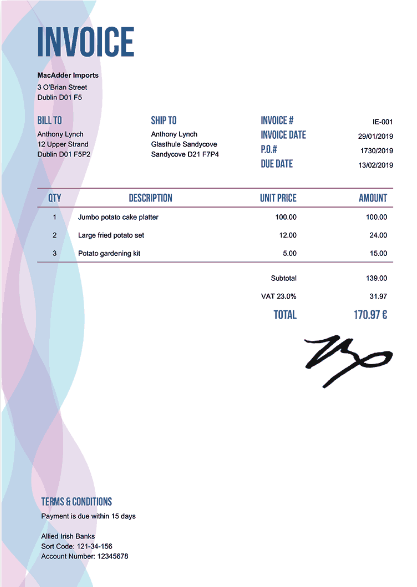 INVOICE
MacAdder Imports
3 O'Brian Street
Dublin D01 F5
BILL TO
Anthony Lynch
12 Upper Strand
Dublin D01 F5P2
SHIP TO
Anthony Lynch
Glasthule Sandycove
Sandycove D21 F7P4
INVOICE # IE-001
INVOICE DATE 29/01/2019
P.O.# 1730/2019
DUE DATE 13/02/2019
QTY DESCRIPTION UNIT PRICE AMOUNT
1 Jumbo potato cake platter 100.00 100.00
2 Large fried potato set 12.00 24.00
3 Potato gardening kit 5.00 15.00
Subtotal 139.00
VAT 23.0% 31.97
TOTAL 170.97 €
TERMS & CONDITIONS
Payment is due within 15 days
Allied Irish Banks
Sort Code: 121-34-156
Account Number: 12345678